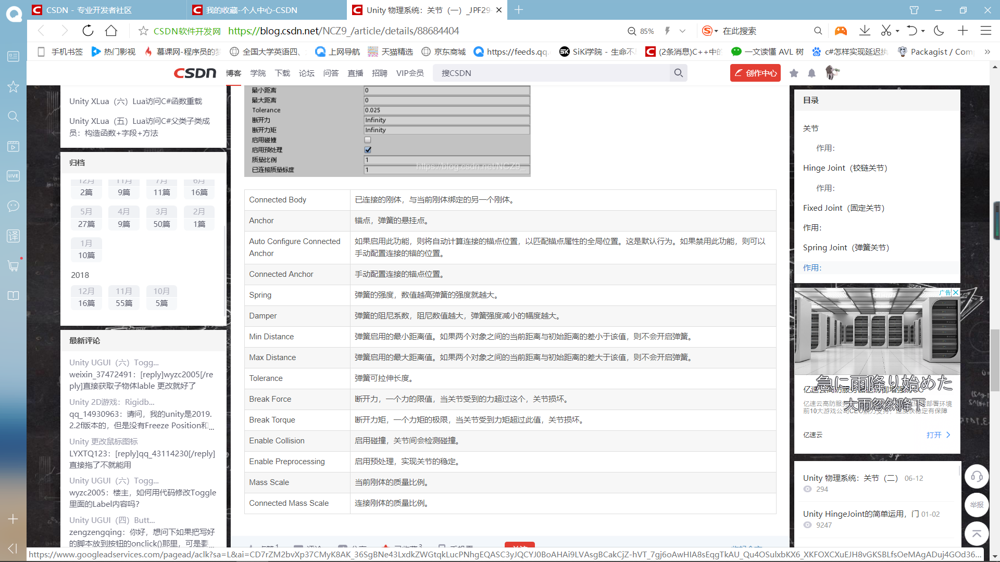 CSDN - 专业开发者社区
我的收藏-个人中心-CSDN
Unity 物理系统：关节（一）_JPF29-
CSDN软件开发网 https://blog.csdn.net/NCZ9_/article/details/88684404
85%
在此搜索
手机书签 热门影视 慕课网-程序员的梦 全国大学英语四、 上网导航 天猫精选 京东商城 https://feeds.qq. SiKi学院 - 生命不 (2条消息)C++中的 一文读懂 AVL 树 c#怎样实现延迟执 Packagist / Com
CSDN 博客 学院 下载 论坛 问答 直播 招聘 VIP会员 搜CSDN 创作中心
LIVE
译
Unity XLua（六）Lua访问C#函数重载
Unity XLua（五）Lua访问C#父类子类成
员：构造函数+字段+方法
归档
12月 11月 7月 6月
2篇 9篇 11篇 16篇
5月 4月 3月 2月
27篇 9篇 50篇 1篇
1月
10篇
2018
12月 11月 10月
16篇 55篇 5篇
最新评论
Unity UGUI（六）Togg...
weixin_37472491：[reply]wyzc2005[/re
ply]直接获取子物体lable 更改就好了
Unity 2D游戏：Rigidb...
qq_14930963：请问，我的unity是2019.
2.2f版本的，但是没有Freeze Position和...
Unity 更改鼠标图标
LYXTQ123：[reply]qq_43114230[/reply]
直接拖了不就能用
Unity UGUI（六）Togg...
wyzc2005：楼主，如何用代码修改Toggle
里面的Label内容吗？
Unity UGUI（四）Butt...
zengzengqing：你好，想问下如果把写好
的脚本放到按钮的onclick()那里，可是要...
最小距离 0
最大距离 0
Tolerance 0.025
断开力 Infinity
断开力矩 Infinity
启用碰撞
启用预处理
质量比例 1
已连接质量标度 1
https://blog.csdn.net/NCZ9_
Connected Body 已连接的刚体，与当前刚体绑定的另一个刚体。
Anchor 锚点，弹簧的悬挂点。
Auto Configure Connected
Anchor
如果启用此功能，则将自动计算连接的锚点位置，以匹配锚点属性的全局位置。这是默认行为。如果禁用此功能，则可以
手动配置连接的锚的位置。
Connected Anchor 手动配置连接的锚点位置。
Spring 弹簧的强度，数值越高弹簧的强度就越大。
Damper 弹簧的阻尼系数，阻尼数值越大，弹簧强度减小的幅度越大。
Min Distance 弹簧启用的最小距离值。如果两个对象之间的当前距离与初始距离的差小于该值，则不会开启弹簧。
Max Distance 弹簧启用的最大距离值。如果两个对象之间的当前距离与初始距离的差大于该值，则不会开启弹簧。
Tolerance 弹簧可拉伸长度。
Break Force 断开力，一个力的限值，当关节受到的力超过这个，关节损坏。
Break Torque 断开力矩，一个力矩的极限，当关节受到力矩超过此值，关节损坏。
Enable Collision 启用碰撞，关节间会检测碰撞。
Enable Preprocessing 启用预处理，实现关节的稳定。
Mass Scale 当前刚体的质量比例。
Connected Mass Scale 连接刚体的质量比例。
目录
关节
作用：
Hinge Joint（铰链关节）
作用：
Fixed Joint（固定关节）
作用：
Spring Joint（弹簧关节）
作用：
广告
急に雨降り始めた
大雨忽然降下
亿速云高防服务器
亿速云高防服务
部署环境
前10大游戏公司CEO鼎力支持，速度快稳定有保障
亿速云 打开
Unity 物理系统：关节（二） 06-12
294
Unity HingeJoint的简单运用，门 01-02
9247
举报
https://www.googleadservices.com/pagead/aclk?sa=L&ai=CD7rZM2bvXp37CMyK8AK_36SgBNe43LxdkZWGtqkLucPNhgEQASC3yJQCYJ0BoAHAi9LVAsgBCakCjZ-hVT_7gj6oAwHIA8sEqgTkAU_Qu4OSulxbKX6_XKFOXCXuEJH8vGKSBLfsOeMAgADuj4GOd36...